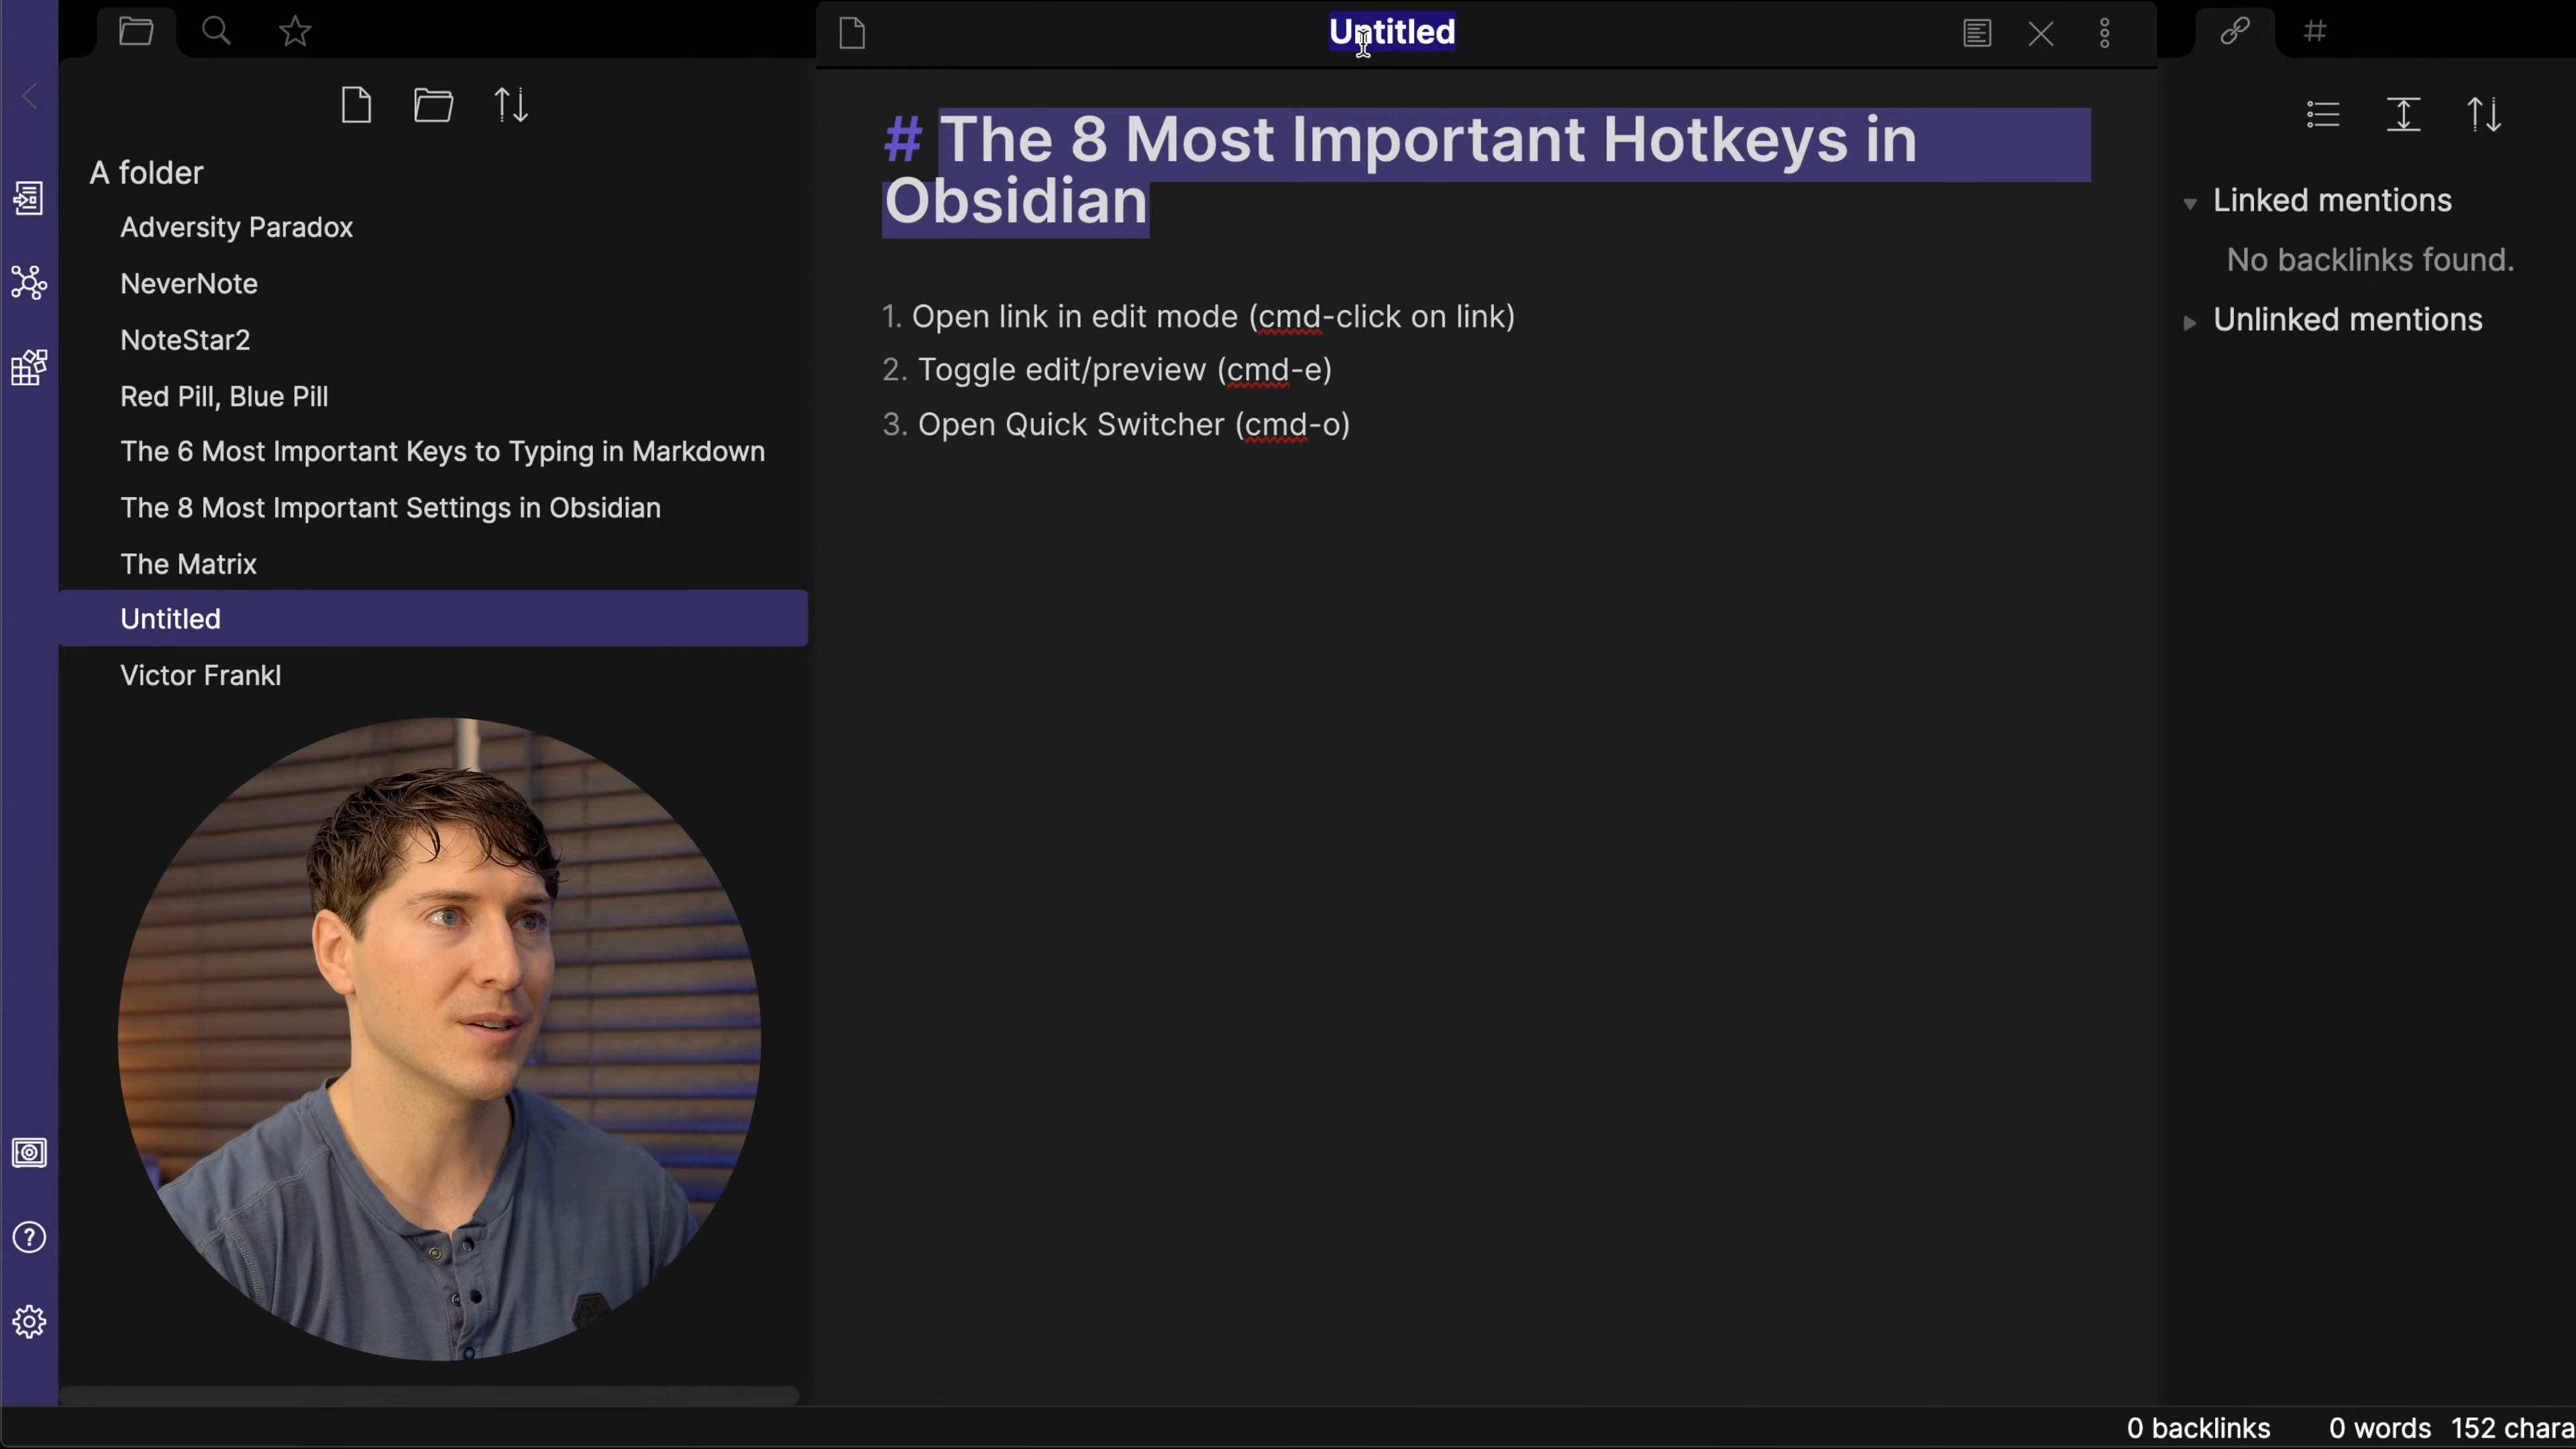 Untitled
A folder
Adversity Paradox
NeverNote
NoteStar2
Red Pill, Blue Pill
The 6 Most Important Keys to Typing in Markdown
The 8 Most Important Settings in Obsidian
The Matrix
Untitled
Victor Frankl
# The 8 Most Important Hotkeys in
Obsidian
1. Open link in edit mode (cmd-click on link)
2. Toggle edit/preview (cmd-e)
3. Open Quick Switcher (cmd-o)
Linked mentions
No backlinks found.
Unlinked mentions
0 backlinks 0 words 152 chara